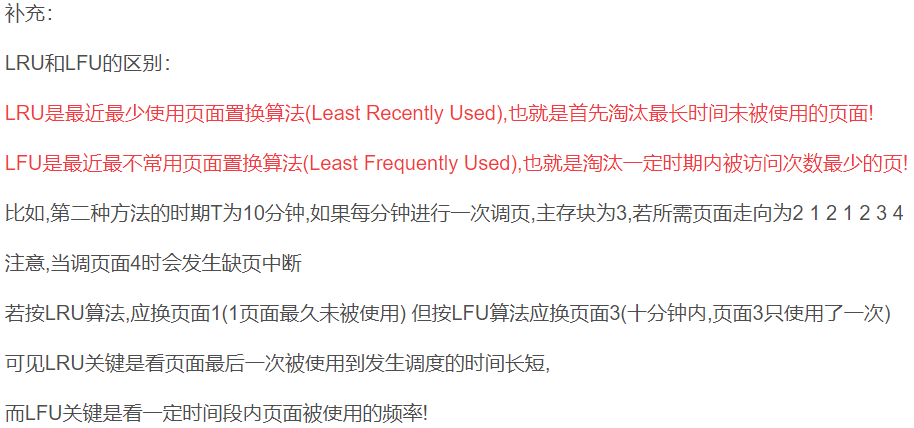 补充：
LRU和LFU的区别：
LRU是最近最少使用页面置换算法(Least Recently Used),也就是首先淘汰最长时间未被使用的页面!
LFU是最近最不常用页面置换算法(Least Frequently Used),也就是淘汰一定时期内被访问次数最少的页!
比如,第二种方法的时期T为10分钟,如果每分钟进行一次调页,主存块为3,若所需页面走向为2 1 2 1 2 3 4
注意,当调页面4时会发生缺页中断
若按LRU算法,应换页面1(1页面最久未被使用) 但按LFU算法应换页面3(十分钟内,页面3只使用了一次)
可见LRU关键是看页面最后一次被使用到发生调度的时间长短,
而LFU关键是看一定时间段内页面被使用的频率!